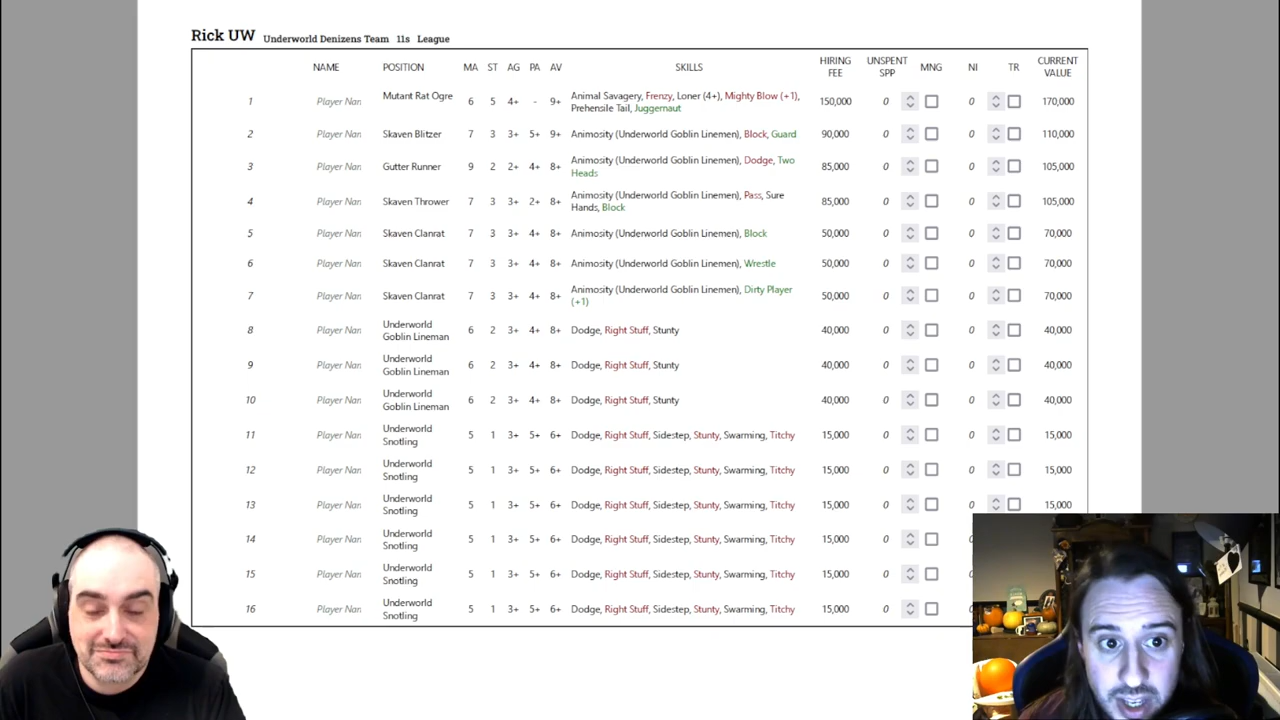 Rick UW Underworld Denizens Team 11s League
NAME POSITION MA ST AG PA AV SKILLS HIRING FEE UNSPENT SPP MNG NI TR CURRENT VALUE
1 Player Nam Mutant Rat Ogre 6 5 4+ - 9+ Animal Savagery, Frenzy, Loner (4+), Mighty Blow (+1), Prehensile Tail, Juggernaut 150,000 0 0 170,000
2 Player Nam Skaven Blitzer 7 3 3+ 5+ 9+ Animosity (Underworld Goblin Linemen), Block, Guard 90,000 0 0 110,000
3 Player Nam Gutter Runner 9 2 2+ 4+ 8+ Animosity (Underworld Goblin Linemen), Dodge, Two Heads 85,000 0 0 105,000
4 Player Nam Skaven Thrower 7 3 3+ 2+ 8+ Animosity (Underworld Goblin Linemen), Pass, Sure Hands, Block 85,000 0 0 105,000
5 Player Nam Skaven Clanrat 7 3 3+ 4+ 8+ Animosity (Underworld Goblin Linemen), Block 50,000 0 0 70,000
6 Player Nam Skaven Clanrat 7 3 3+ 4+ 8+ Animosity (Underworld Goblin Linemen), Wrestle 50,000 0 0 70,000
7 Player Nam Skaven Clanrat 7 3 3+ 4+ 8+ Animosity (Underworld Goblin Linemen), Dirty Player (+1) 50,000 0 0 70,000
8 Player Nam Underworld Goblin Lineman 6 2 3+ 4+ 8+ Dodge, Right Stuff, Stunty 40,000 0 0 40,000
9 Player Nam Underworld Goblin Lineman 6 2 3+ 4+ 8+ Dodge, Right Stuff, Stunty 40,000 0 0 40,000
10 Player Nam Underworld Goblin Lineman 6 2 3+ 4+ 8+ Dodge, Right Stuff, Stunty 40,000 0 0 40,000
11 Player Nam Underworld Snotling 5 1 3+ 5+ 6+ Dodge, Right Stuff, Sidestep, Stunty, Swarming, Titchy 15,000 0 0 15,000
12 Player Nam Underworld Snotling 5 1 3+ 5+ 6+ Dodge, Right Stuff, Sidestep, Stunty, Swarming, Titchy 15,000 0 0 15,000
13 Player Nam Underworld Snotling 5 1 3+ 5+ 6+ Dodge, Right Stuff, Sidestep, Stunty, Swarming, Titchy 15,000 0 0 15,000
14 Player Nam Underworld Snotling 5 1 3+ 5+ 6+ Dodge, Right Stuff, Sidestep, Stunty, Swarming, Titchy 15,000 0
15 Player Nam Underworld Snotling 5 1 3+ 5+ 6+ Dodge, Right Stuff, Sidestep, Stunty, Swarming, Titchy 15,000 0
16 Player Nam Underworld Snotling 5 1 3+ 5+ 6+ Dodge, Right Stuff, Sidestep, Stunty, Swarming, Titchy 15,000 0